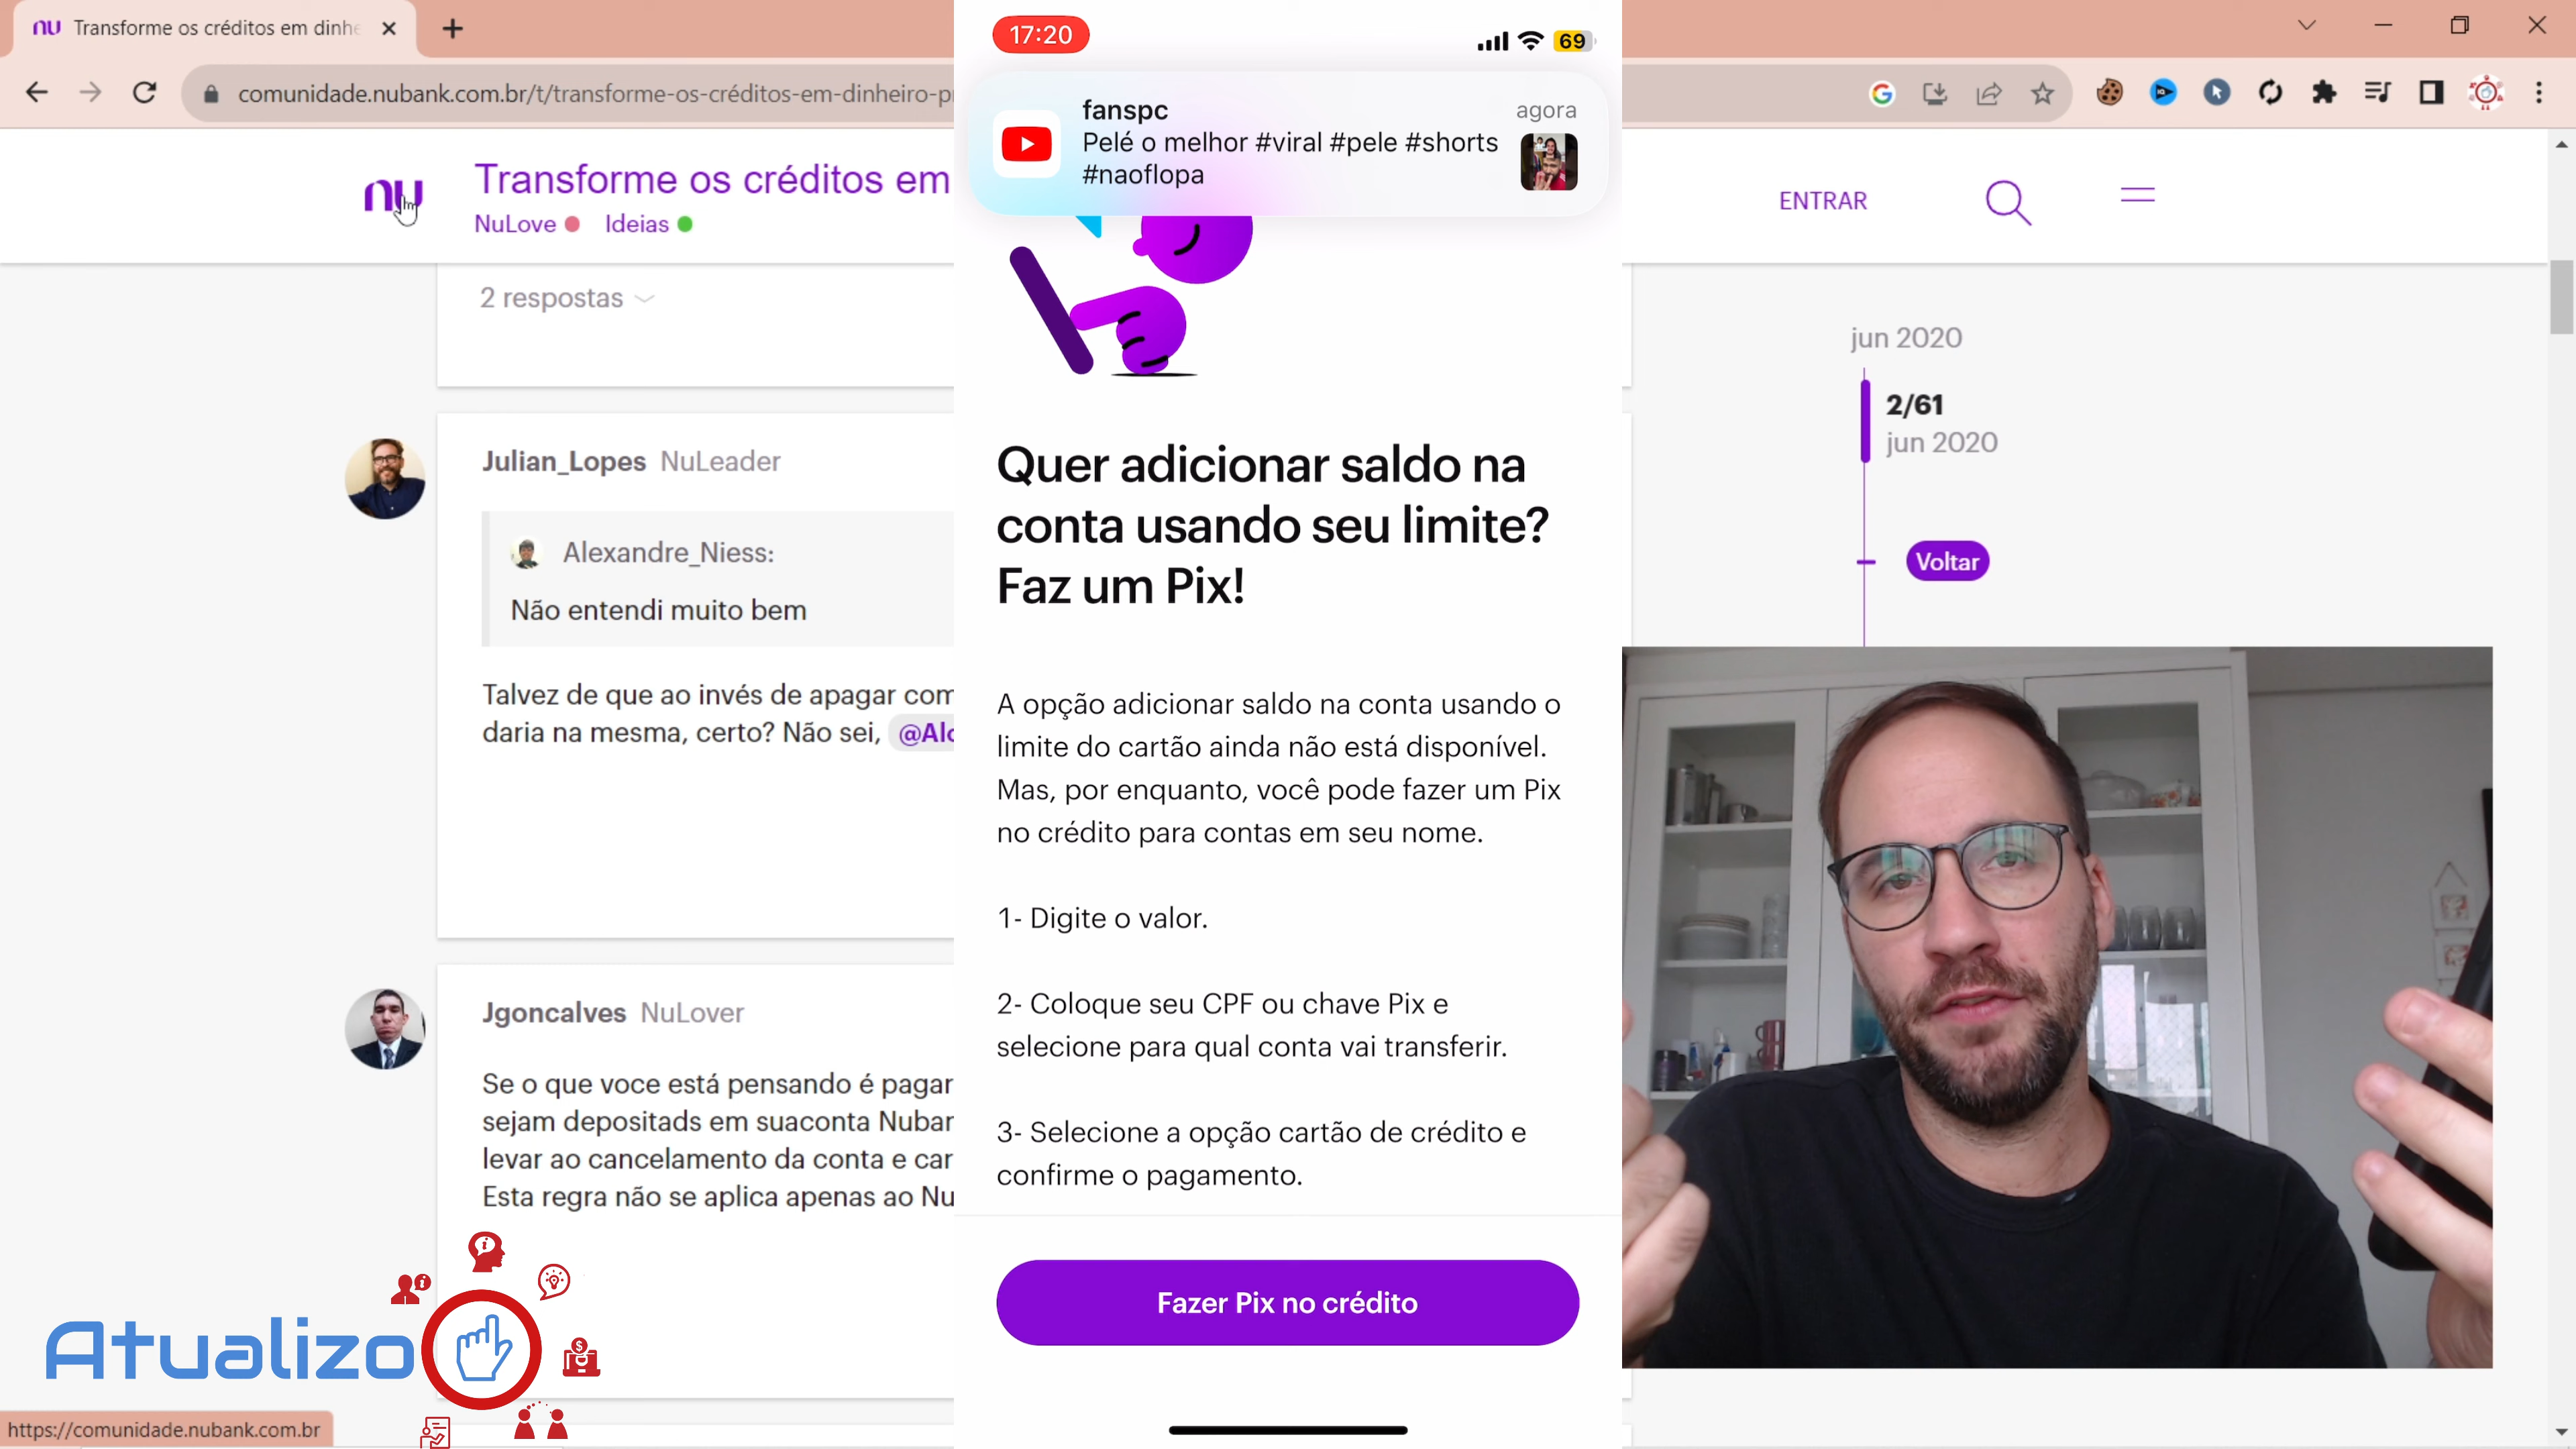 nu Transforme os créditos em dinhe
comunidade.nubank.com.br/t/transforme-os-créditos-em-dinheiro-p
nu
Transforme os créditos em
NuLove Ideias
ENTRAR
2 respostas
Julian_Lopes NuLeader
Alexandre_Niess:
Não entendi muito bem
Talvez de que ao invés de apagar com
daria na mesma, certo? Não sei, @Alc
Jgoncalves NuLover
Se o que voce está pensando é pagar
sejam depositads em suaconta Nubar
levar ao cancelamento da conta e car
Esta regra não se aplica apenas ao Nu
17:20
69
fanspc agora
Pelé o melhor #viral #pele #shorts
#naoflopa
Quer adicionar saldo na
conta usando seu limite?
Faz um Pix!
A opção adicionar saldo na conta usando o
limite do cartão ainda não está disponível.
Mas, por enquanto, você pode fazer um Pix
no crédito para contas em seu nome.
1- Digite o valor.
2- Coloque seu CPF ou chave Pix e
selecione para qual conta vai transferir.
3- Selecione a opção cartão de crédito e
confirme o pagamento.
Fazer Pix no crédito
jun 2020
2/61
jun 2020
Voltar
Atualizo
https://comunidade.nubank.com.br